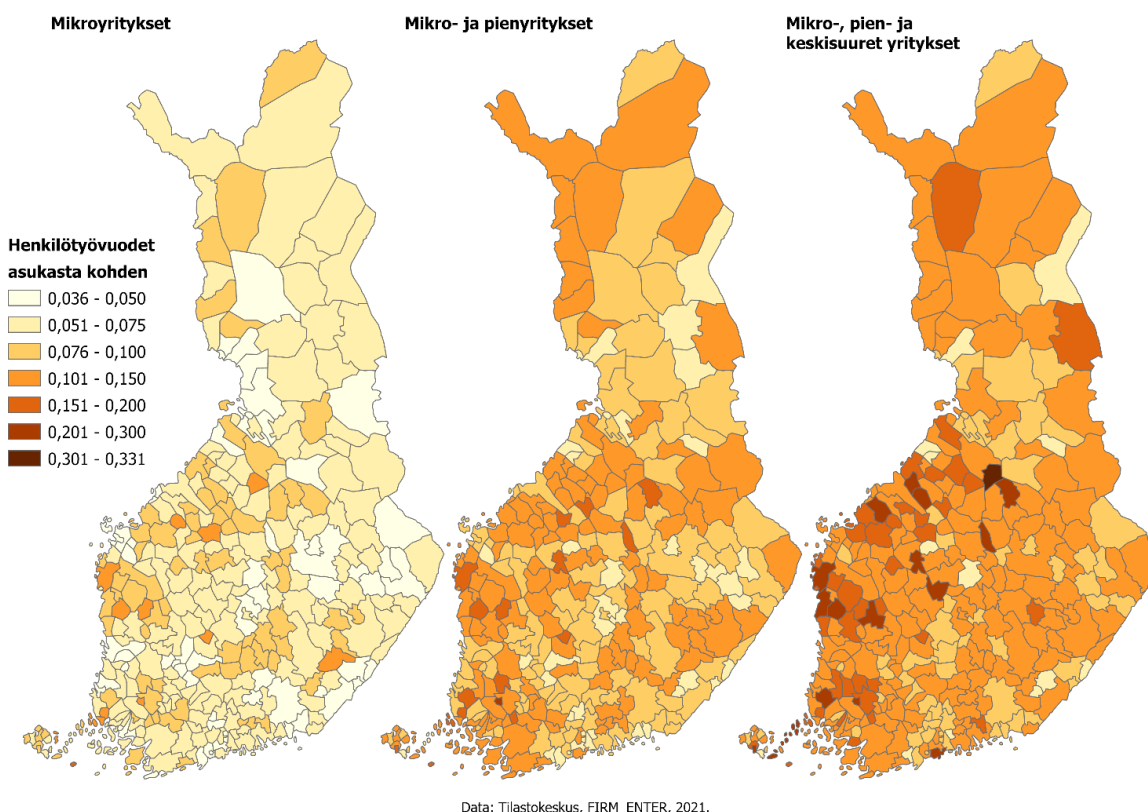 Mikroyritykset
Mikro- ja pienyritykset
Mikro-, pien- ja
keskisuuret yritykset
Henkilötyövuodet
asukasta kohden
0,036 - 0,050
0,051 - 0,075
0,076 - 0,100
0,101 - 0,150
0,151 - 0,200
0,201 - 0,300
0,301 - 0,331
Data: Tilastokeskus, FIRM_ENTER, 2021.